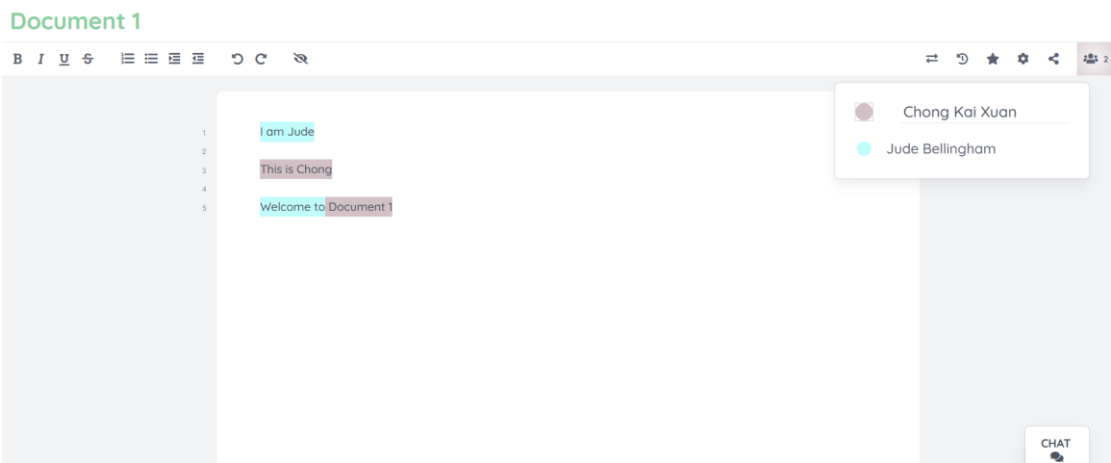 Document 1
B I U S 2
Chong Kai Xuan
Jude Bellingham
1 I am Jude
2
3 This is Chong
4
5 Welcome to Document 1
CHAT